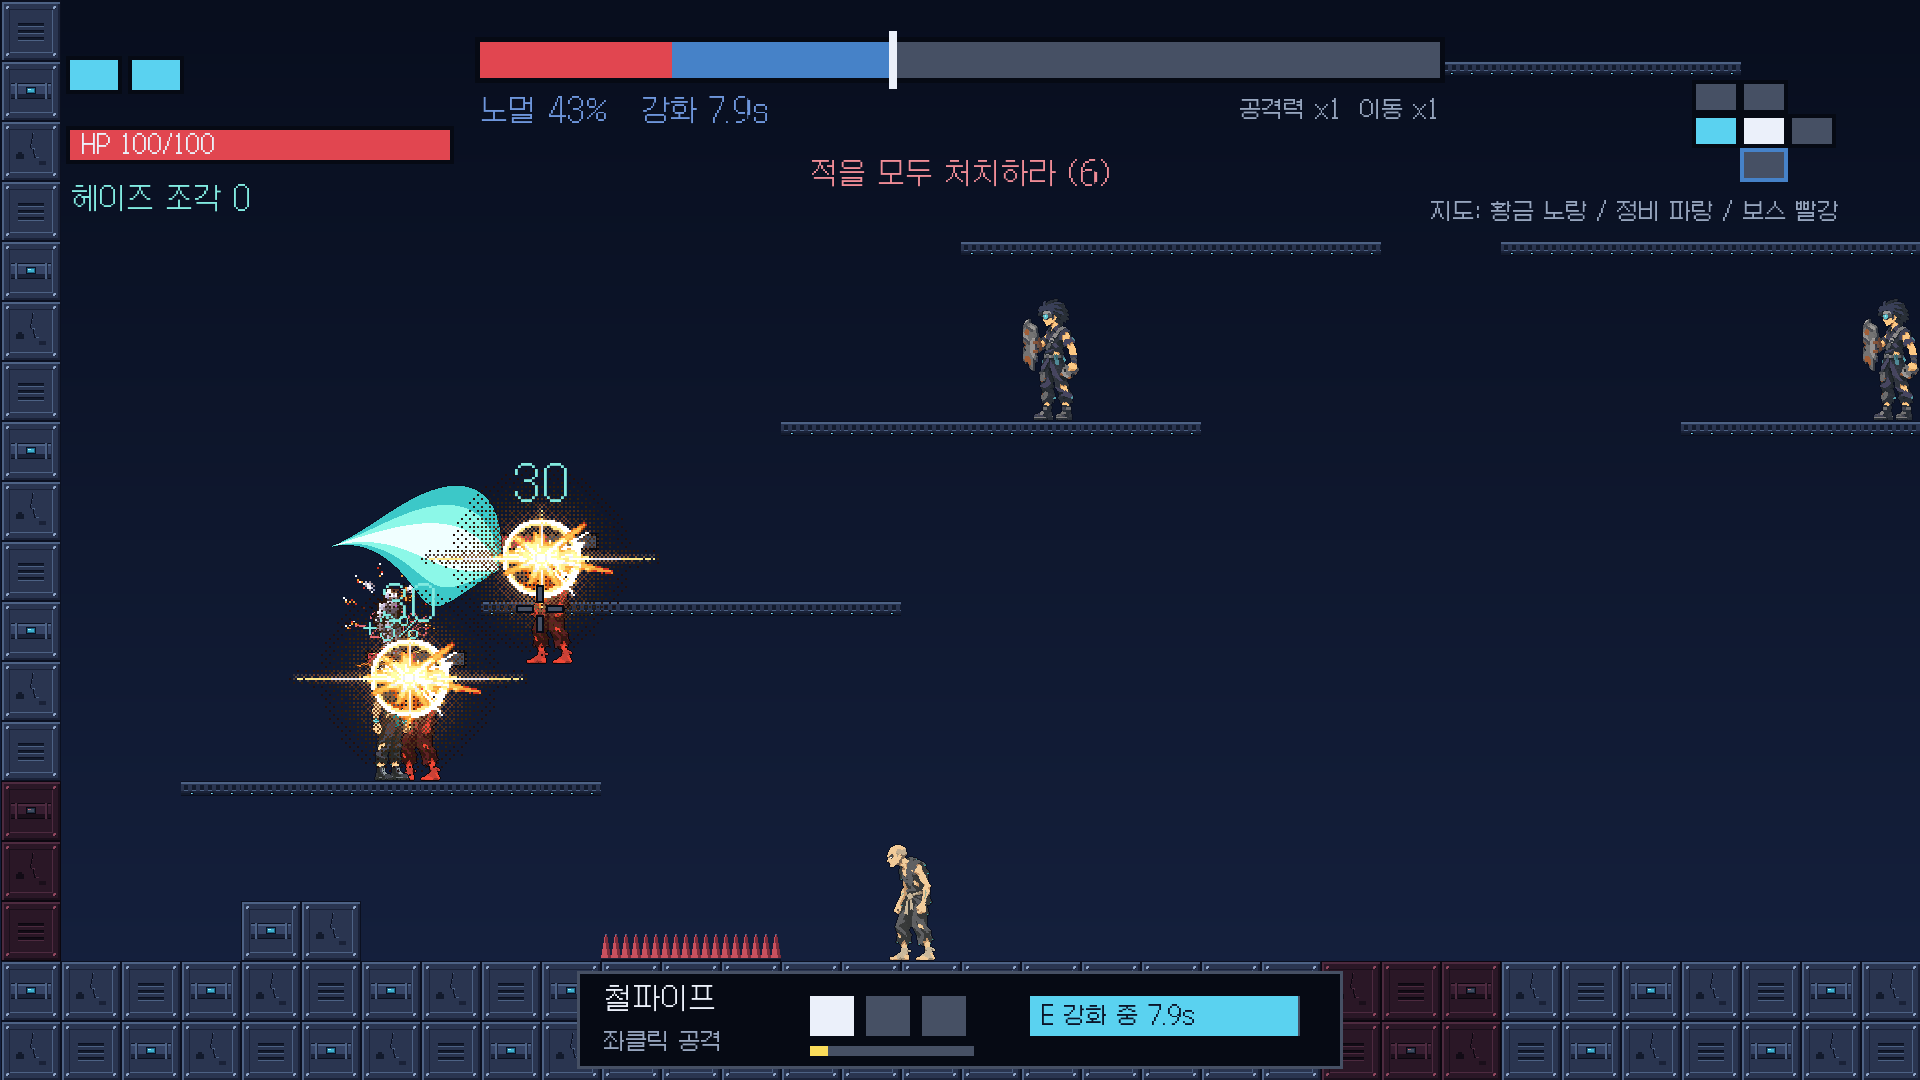 노멀 43% 강화 7.9s
공격력 x1 이동 x1
HP 100/100
적을 모두 처치하라 (6)
헤이즈 조각 0
지도: 황금 노랑 / 정비 파랑 / 보스 빨강
30
철파이프
좌클릭 공격
E 강화 중 7.9s